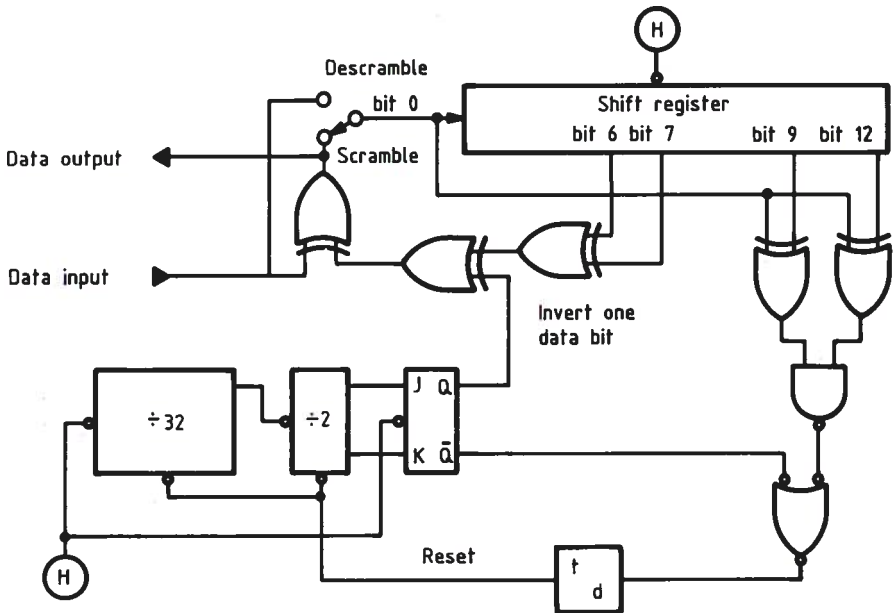 H
Descramble
bit 0
Shift register
bit 6 bit 7 bit 9 bit 12
Data output
Scramble
Data input
Invert one
data bit
÷32
÷2
J Q
K Q̅
Reset
t
d
H